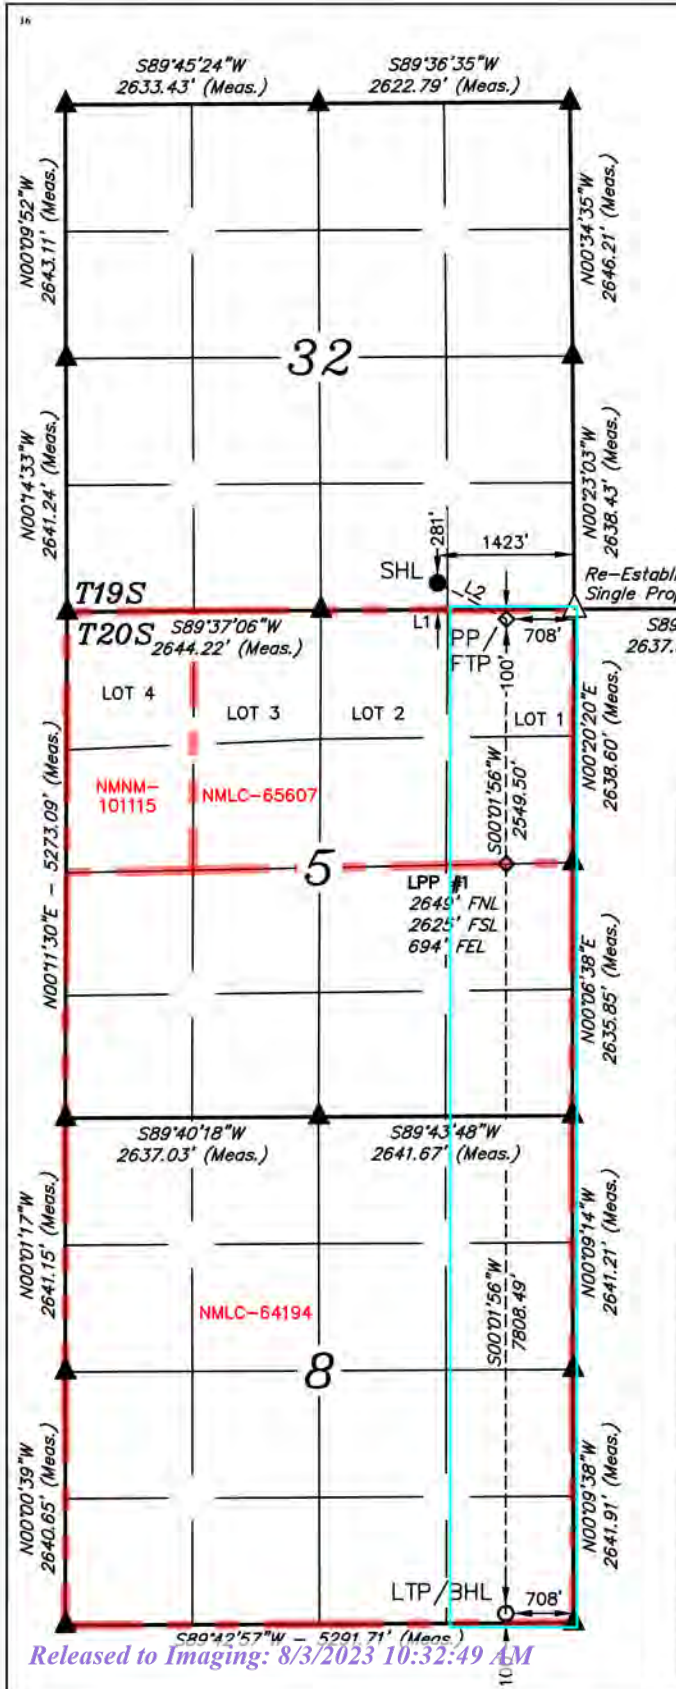 16
S89°45'24"W
2633.43' (Meas.)
S89°36'35"W
2622.79' (Meas.)
N00°09'52"W
2643.11' (Meas.)
N00°34'35"W
2646.21' (Meas.)
32
N00°14'33"W
2641.24' (Meas.)
N00°23'03"W
2638.43' (Meas.)
281'
1423'
SHL
L2
T19S
Re-Establi
Single Prop
T20S
S89°37'06"W
2644.22' (Meas.)
L1
PP/
FTP
708'
S89
2637.
100'
LOT 4
LOT 3
LOT 2
LOT 1
N00°20'20"E
2638.60' (Meas.)
S00°01'56"W
2549.50'
NMNM-
101115
NMLC-65607
N00°11'30"E - 5273.09' (Meas.)
5
LPP #1
2649' FNL
2625' FSL
694' FEL
N00°06'38"E
2635.85' (Meas.)
S89°40'18"W
2637.03' (Meas.)
S89°43'48"W
2641.67' (Meas.)
N00°01'17"W
2641.15' (Meas.)
N00°09'14"W
2641.21' (Meas.)
S00°01'56"W
7808.49'
NMLC-64194
8
N00°00'39"W
2640.65' (Meas.)
N00°09'38"W
2641.91' (Meas.)
LTP/BHL
708'
S89°42'57"W - 5291.71' (Meas.)
Released to Imaging: 8/3/2023 10:32:49 AM
10